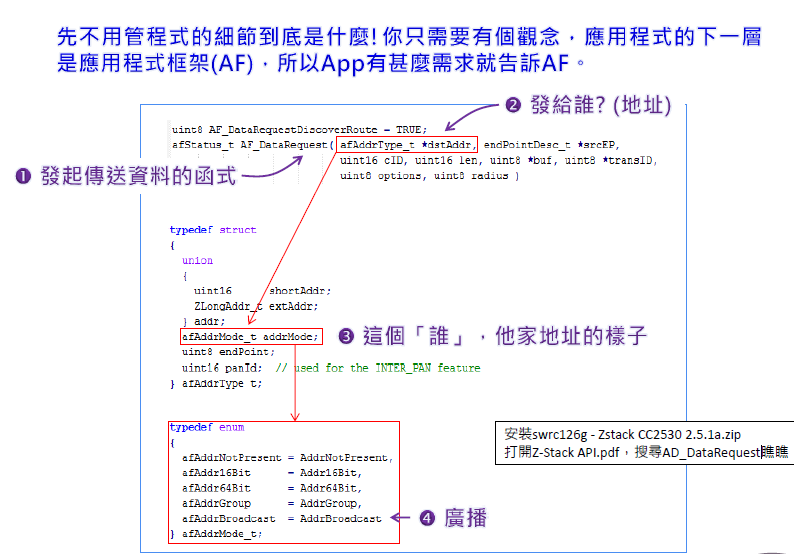 先不用管程式的細節到底是什麼!你只需要有個觀念，應用程式的下一層
是應用程式框架(AF)，所以App有甚麼需求就告訴AF。
❷ 發給誰? (地址)
uint8 AF_DataRequestDiscoverRoute = TRUE;
afStatus_t AF_DataRequest( afAddrType_t *dstAddr, endPointDesc_t *srcEP,
uint16 cID, uint16 len, uint8 *buf, uint8 *transID,
uint8 options, uint8 radius )
❶ 發起傳送資料的函式
typedef struct
{
union
{
uint16 shortAddr;
ZLongAddr_t extAddr;
} addr;
afAddrMode_t addrMode;
❸ 這個「誰」，他家地址的樣子
uint8 endPoint;
uint16 panId; // used for the INTER_PAN feature
} afAddrType_t;
typedef enum
{
afAddrNotPresent = AddrNotPresent,
afAddr16Bit = Addr16Bit,
afAddr64Bit = Addr64Bit,
afAddrGroup = AddrGroup,
afAddrBroadcast = AddrBroadcast
❹ 廣播
} afAddrMode_t;
安裝swrc126g - Zstack CC2530 2.5.1a.zip
打開Z-Stack API.pdf，搜尋AD_DataRequest瞧瞧